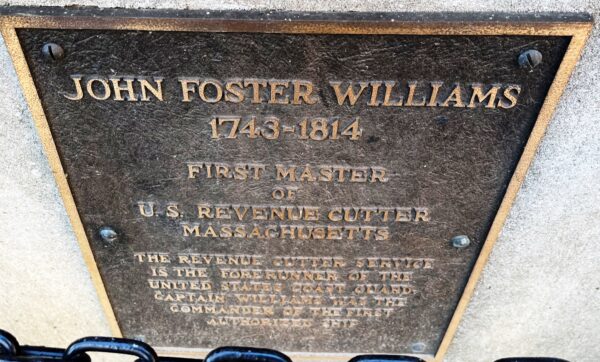 JOHN FOSTER WILLIAMS
1743-1814
FIRST MASTER
OF
U.S. REVENUE CUTTER
MASSACHUSETTS
THE REVENUE CUTTER SERVICE
IS THE FORERUNNER OF THE
UNITED STATES COAST GUARD
CAPTAIN WILLIAMS WAS THE
COMMANDER OF THE FIRST
AUTHORIZED SHIP